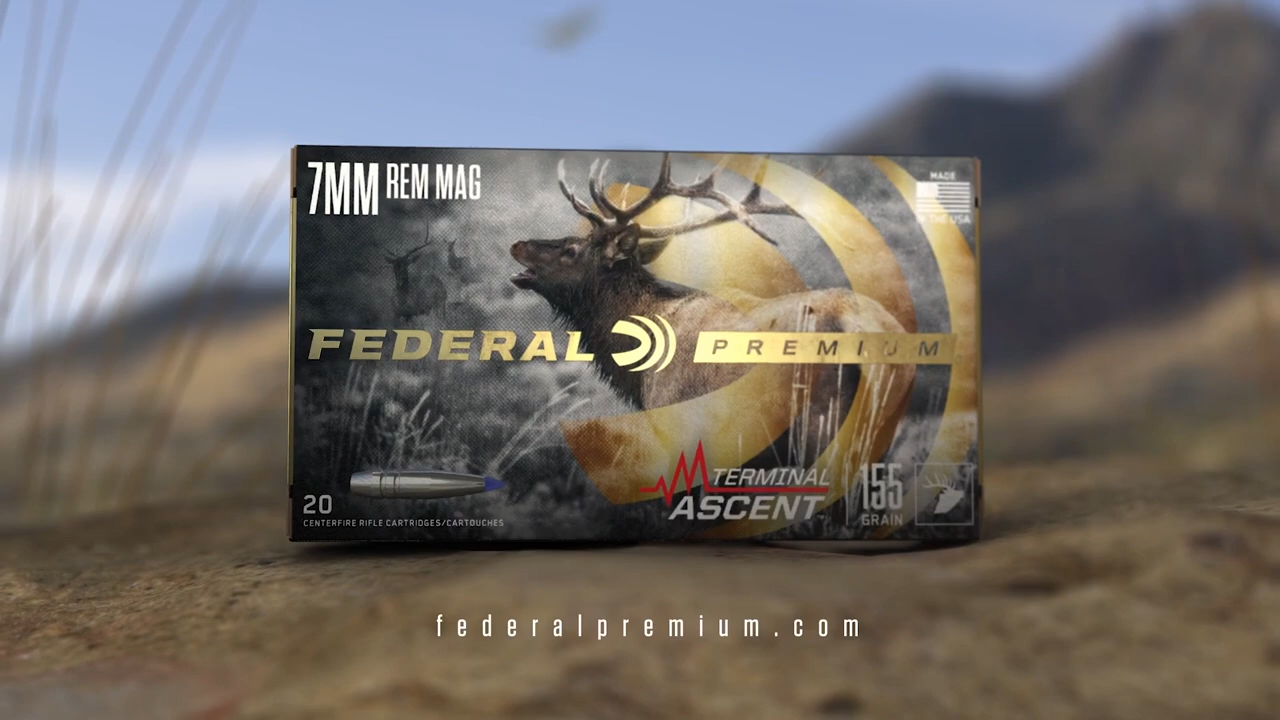 7MM REM MAG
MADE
IN THE USA
FEDERAL PREMIUM
TERMINAL
ASCENT
155
GRAIN
20
CENTERFIRE RIFLE CARTRIDGES/CARTOUCHES
federalpremium.com